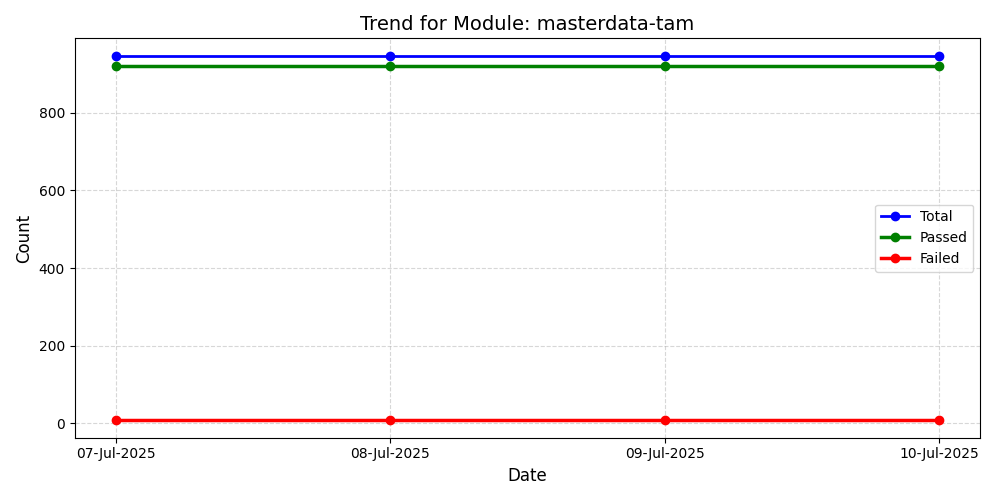 Trend for Module: masterdata-tam
Count
800
600
400
200
0
Total
Passed
Failed
07-Jul-2025
08-Jul-2025
09-Jul-2025
10-Jul-2025
Date